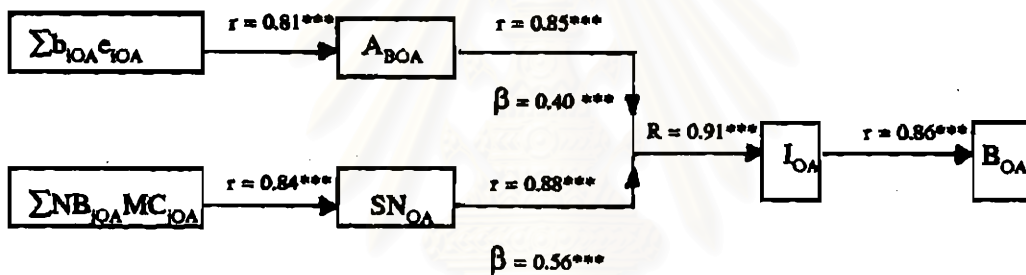 r = 0.81*** r = 0.85***
∑b_iOA e_iOA A_BOA
β = 0.40 ***
R = 0.91*** I_OA r = 0.86*** B_OA
r = 0.84*** r = 0.88***
∑NB_jOA MC_jOA SN_OA
β = 0.56***